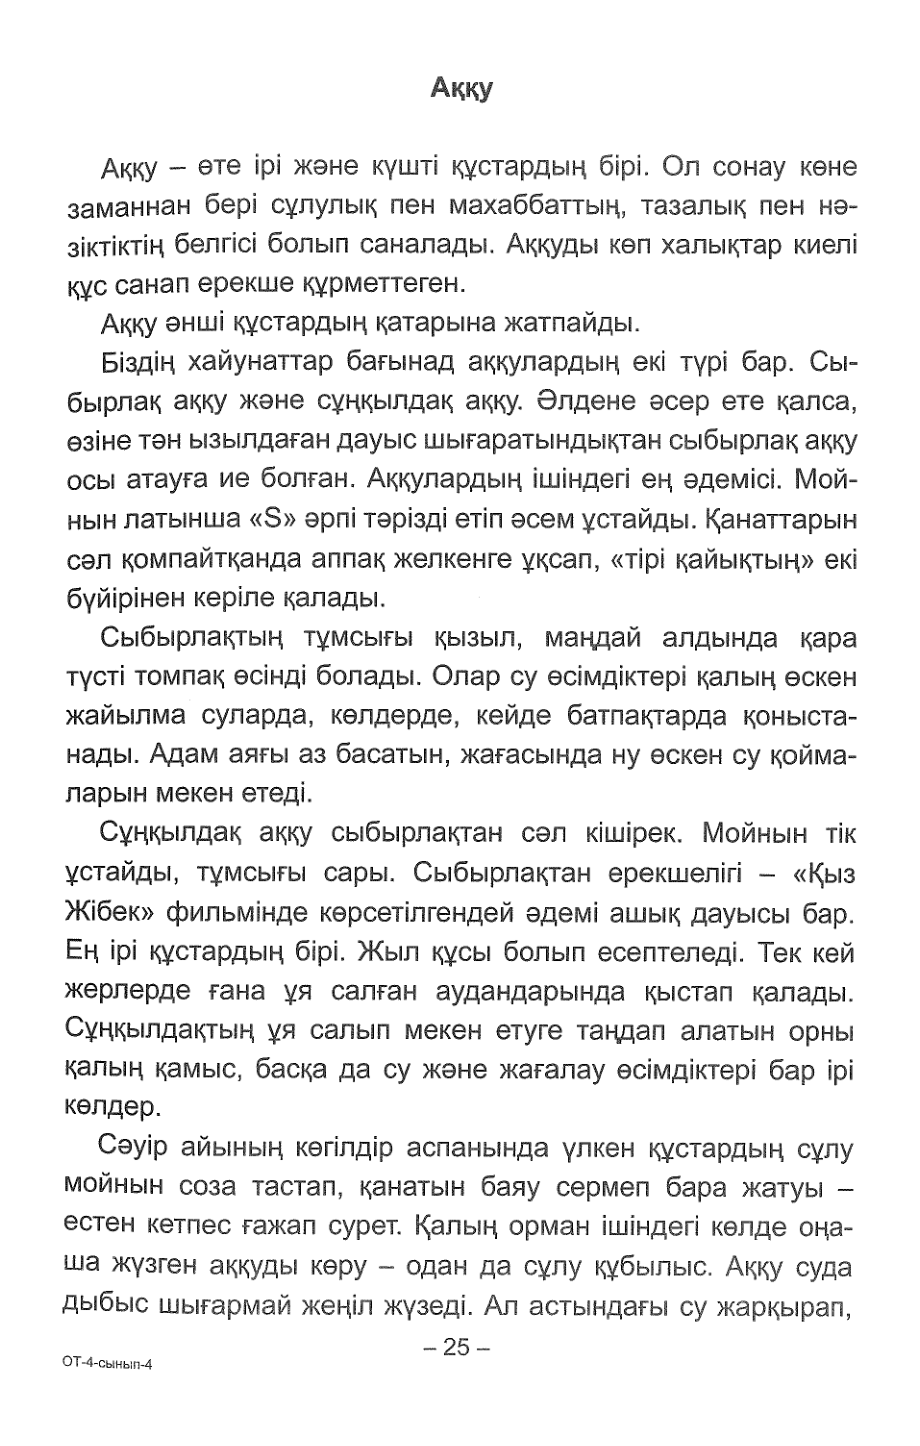 Аққу
Аққу – өте ірі және күшті құстардың бірі. Ол сонау көне
заманнан бері сұлулық пен махаббаттың, тазалық пен нә-
зіктіктің белгісі болып саналады. Аққуды көп халықтар киелі
құс санап ерекше құрметтеген.
Аққу әнші құстардың қатарына жатпайды.
Біздің хайунаттар бағынад аққулардың екі түрі бар. Сы-
бырлақ аққу және сұңқылдақ аққу. Әлдене әсер ете қалса,
өзіне тән ызылдаған дауыс шығаратындықтан сыбырлақ аққу
осы атауға ие болған. Аққулардың ішіндегі ең әдемісі. Мой-
нын латынша «S» әрпі тәрізді етіп әсем ұстайды. Қанаттарын
сәл қомпайтқанда аппақ желкенге ұқсап, «тірі қайықтың» екі
бүйірінен керіле қалады.
Сыбырлақтың тұмсығы қызыл, маңдай алдында қара
түсті томпақ өсінді болады. Олар су өсімдіктері қалың өскен
жайылма суларда, көлдерде, кейде батпақтарда қоныста-
нады. Адам аяғы аз басатын, жағасында ну өскен су қойма-
ларын мекен етеді.
Сұңқылдақ аққу сыбырлақтан сәл кішірек. Мойнын тік
ұстайды, тұмсығы сары. Сыбырлақтан ерекшелігі – «Қыз
Жібек» фильмінде көрсетілгендей әдемі ашық дауысы бар.
Ең ірі құстардың бірі. Жыл құсы болып есептеледі. Тек кей
жерлерде ғана ұя салған аудандарында қыстап қалады.
Сұңқылдақтың ұя салып мекен етуге таңдап алатын орны
қалың қамыс, басқа да су және жағалау өсімдіктері бар ірі
көлдер.
Сәуір айының көгілдір аспанында үлкен құстардың сұлу
мойнын соза тастап, қанатын баяу сермеп бара жатуы –
естен кетпес ғажап сурет. Қалың орман ішіндегі көлде оңа-
ша жүзген аққуды көру – одан да сұлу құбылыс. Аққу суда
дыбыс шығармай жеңіл жүзеді. Ал астындағы су жарқырап,
– 25 –
ОТ-4-сынып-4